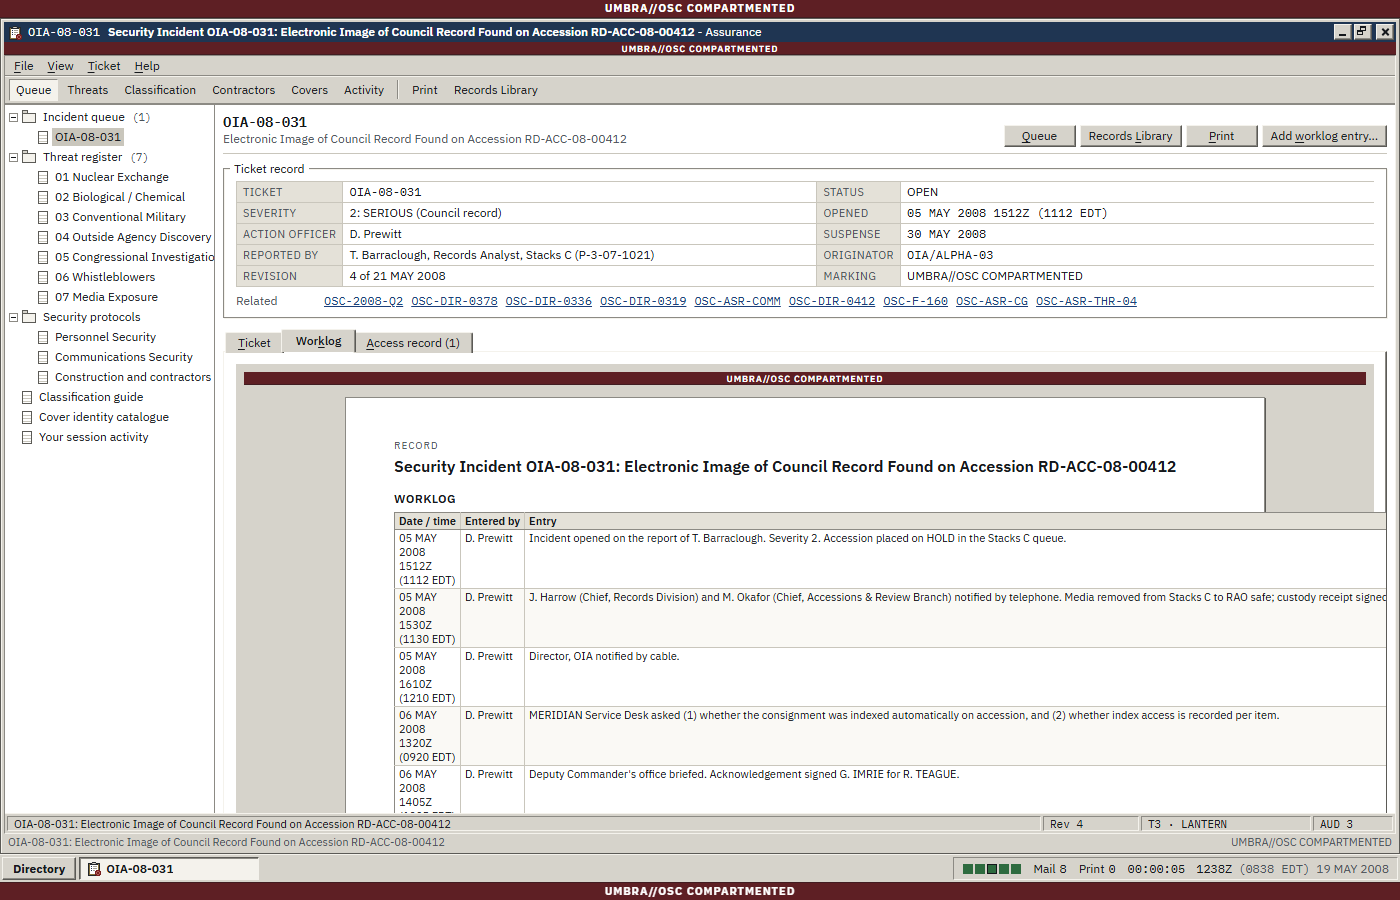 UMBRA//OSC COMPARTMENTED
OIA-08-031 Security Incident OIA-08-031: Electronic Image of Council Record Found on Accession RD-ACC-08-00412 - Assurance
UMBRA//OSC COMPARTMENTED
File View Ticket Help
Queue Threats Classification Contractors Covers Activity Print Records Library
Incident queue (1)
OIA-08-031
Threat register (7)
01 Nuclear Exchange
02 Biological / Chemical
03 Conventional Military
04 Outside Agency Discovery
05 Congressional Investigatio
06 Whistleblowers
07 Media Exposure
Security protocols
Personnel Security
Communications Security
Construction and contractors
Classification guide
Cover identity catalogue
Your session activity
OIA-08-031
Electronic Image of Council Record Found on Accession RD-ACC-08-00412
Queue Records Library Print Add worklog entry...
Ticket record
TICKET OIA-08-031 STATUS OPEN
SEVERITY 2: SERIOUS (Council record) OPENED 05 MAY 2008 1512Z (1112 EDT)
ACTION OFFICER D. Prewitt SUSPENSE 30 MAY 2008
REPORTED BY T. Barraclough, Records Analyst, Stacks C (P-3-07-1021) ORIGINATOR OIA/ALPHA-03
REVISION 4 of 21 MAY 2008 MARKING UMBRA//OSC COMPARTMENTED
Related OSC-2008-Q2 OSC-DIR-0378 OSC-DIR-0336 OSC-DIR-0319 OSC-ASR-COMM OSC-DIR-0412 OSC-F-160 OSC-ASR-CG OSC-ASR-THR-04
Ticket Worklog Access record (1)
UMBRA//OSC COMPARTMENTED
RECORD
Security Incident OIA-08-031: Electronic Image of Council Record Found on Accession RD-ACC-08-00412
WORKLOG
Date / time Entered by Entry
05 MAY 2008 1512Z (1112 EDT) D. Prewitt Incident opened on the report of T. Barraclough. Severity 2. Accession placed on HOLD in the Stacks C queue.
05 MAY 2008 1530Z (1130 EDT) D. Prewitt J. Harrow (Chief, Records Division) and M. Okafor (Chief, Accessions & Review Branch) notified by telephone. Media removed from Stacks C to RAO safe; custody receipt signed
05 MAY 2008 1610Z (1210 EDT) D. Prewitt Director, OIA notified by cable.
06 MAY 2008 1320Z (0920 EDT) D. Prewitt MERIDIAN Service Desk asked (1) whether the consignment was indexed automatically on accession, and (2) whether index access is recorded per item.
06 MAY 2008 1405Z D. Prewitt Deputy Commander's office briefed. Acknowledgement signed G. IMRIE for R. TEAGUE.
OIA-08-031: Electronic Image of Council Record Found on Accession RD-ACC-08-00412 Rev 4 T3 · LANTERN AUD 3
OIA-08-031: Electronic Image of Council Record Found on Accession RD-ACC-08-00412 UMBRA//OSC COMPARTMENTED
Directory OIA-08-031 Mail 8 Print 0 00:00:05 1238Z (0838 EDT) 19 MAY 2008
UMBRA//OSC COMPARTMENTED